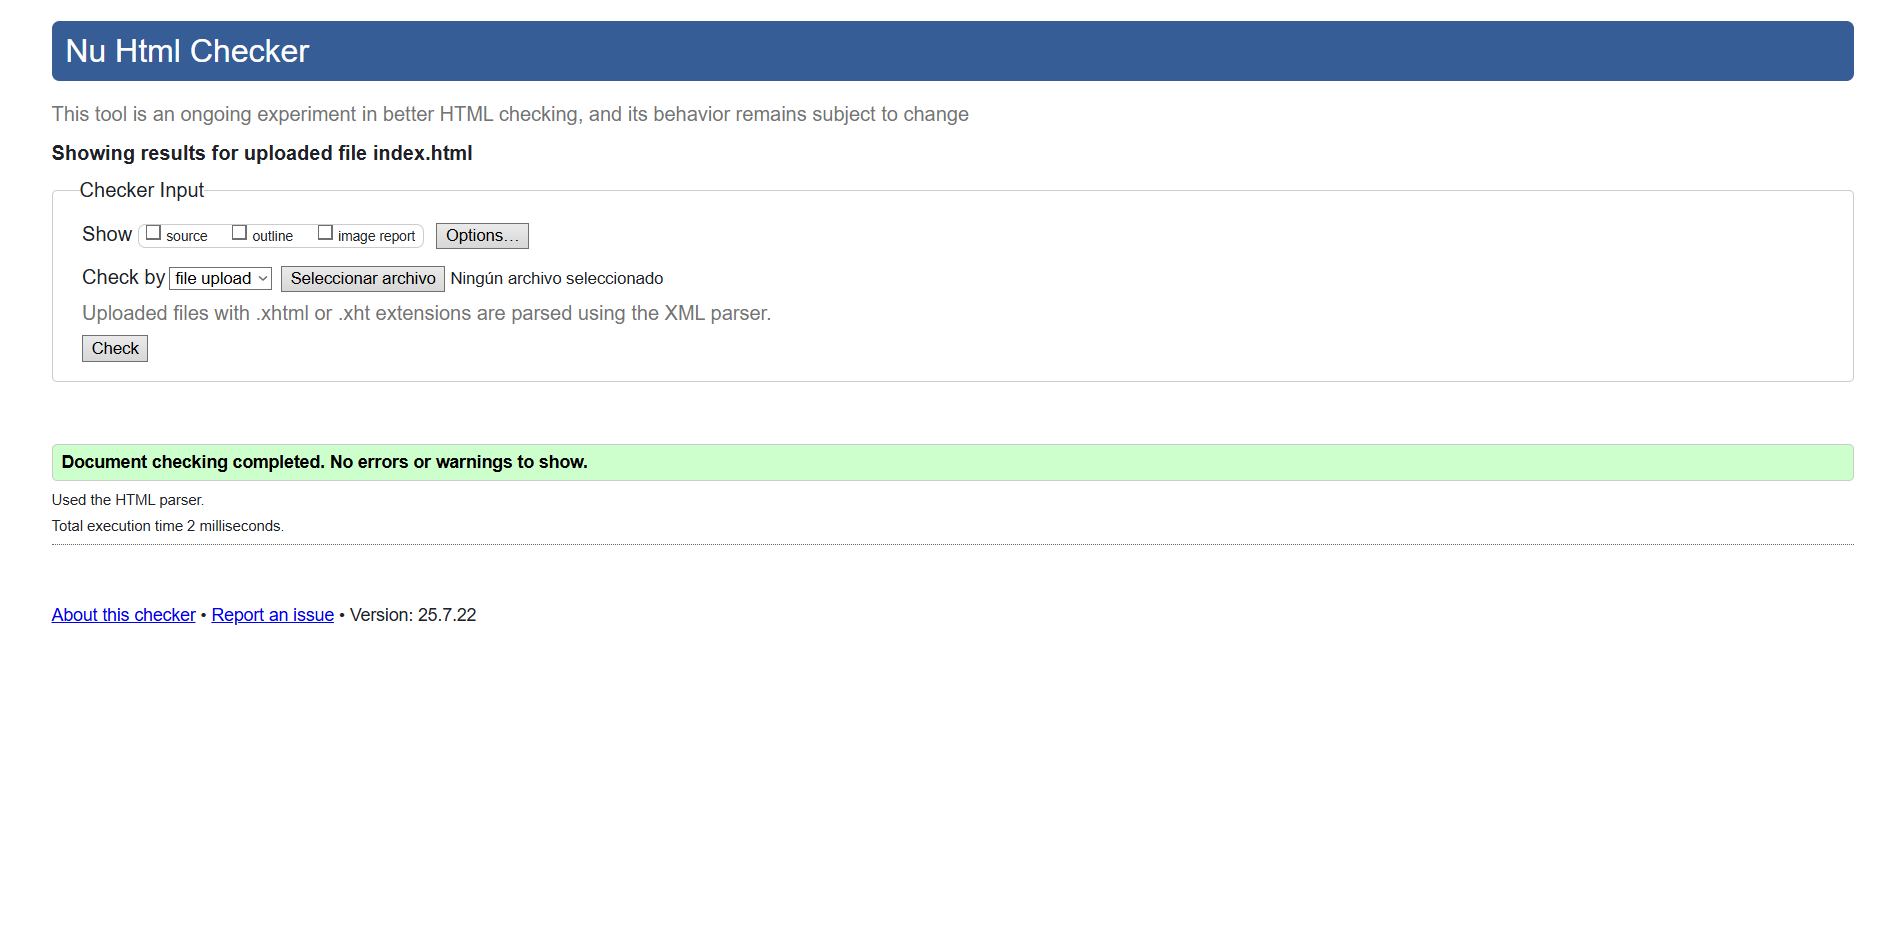 Nu Html Checker
This tool is an ongoing experiment in better HTML checking, and its behavior remains subject to change
Showing results for uploaded file index.html
Checker Input
Show source outline image report Options…
Check by file upload Seleccionar archivo Ningún archivo seleccionado
Uploaded files with .xhtml or .xht extensions are parsed using the XML parser.
Check
Document checking completed. No errors or warnings to show.
Used the HTML parser.
Total execution time 2 milliseconds.
About this checker • Report an issue • Version: 25.7.22